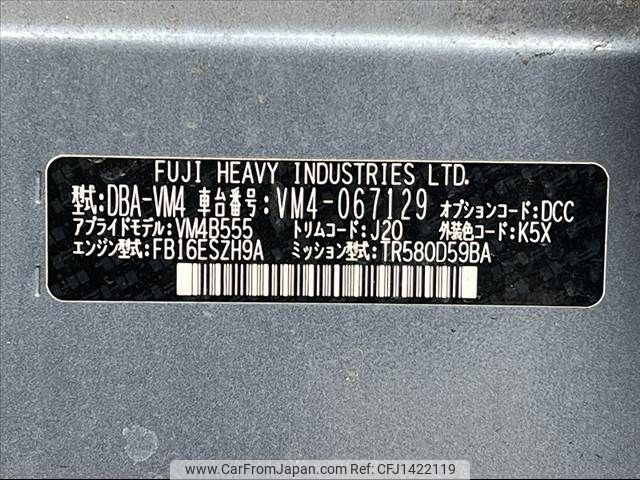 FUJI HEAVY INDUSTRIES LTD.
型式:DBA-VM4 車台番号:VM4-067129 オプションコード:DCC
アプライドモデル:VM4B555 トリムコード:J20 外装色コード:K5X
エンジン型式:FB16ESZH9A ミッション型式:TR580D59BA
www.CarFromJapan.com - CFJ1422119